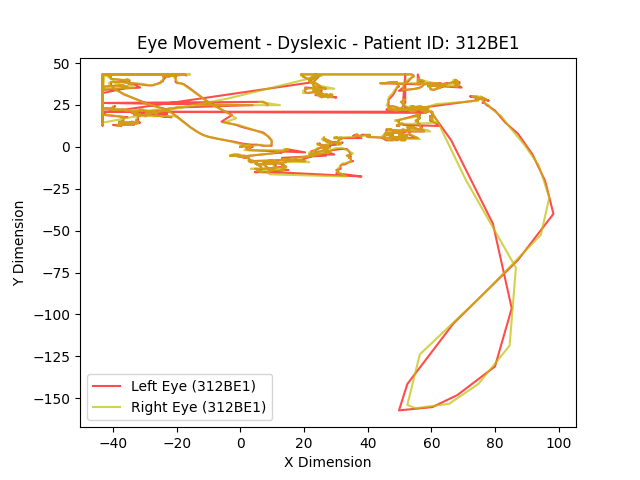 Eye Movement - Dyslexic - Patient ID: 312BE1
50
25
0
−25
−50
−75
−100
−125
−150
Y Dimension
Left Eye (312BE1)
Right Eye (312BE1)
−40 −20 0 20 40 60 80 100
X Dimension